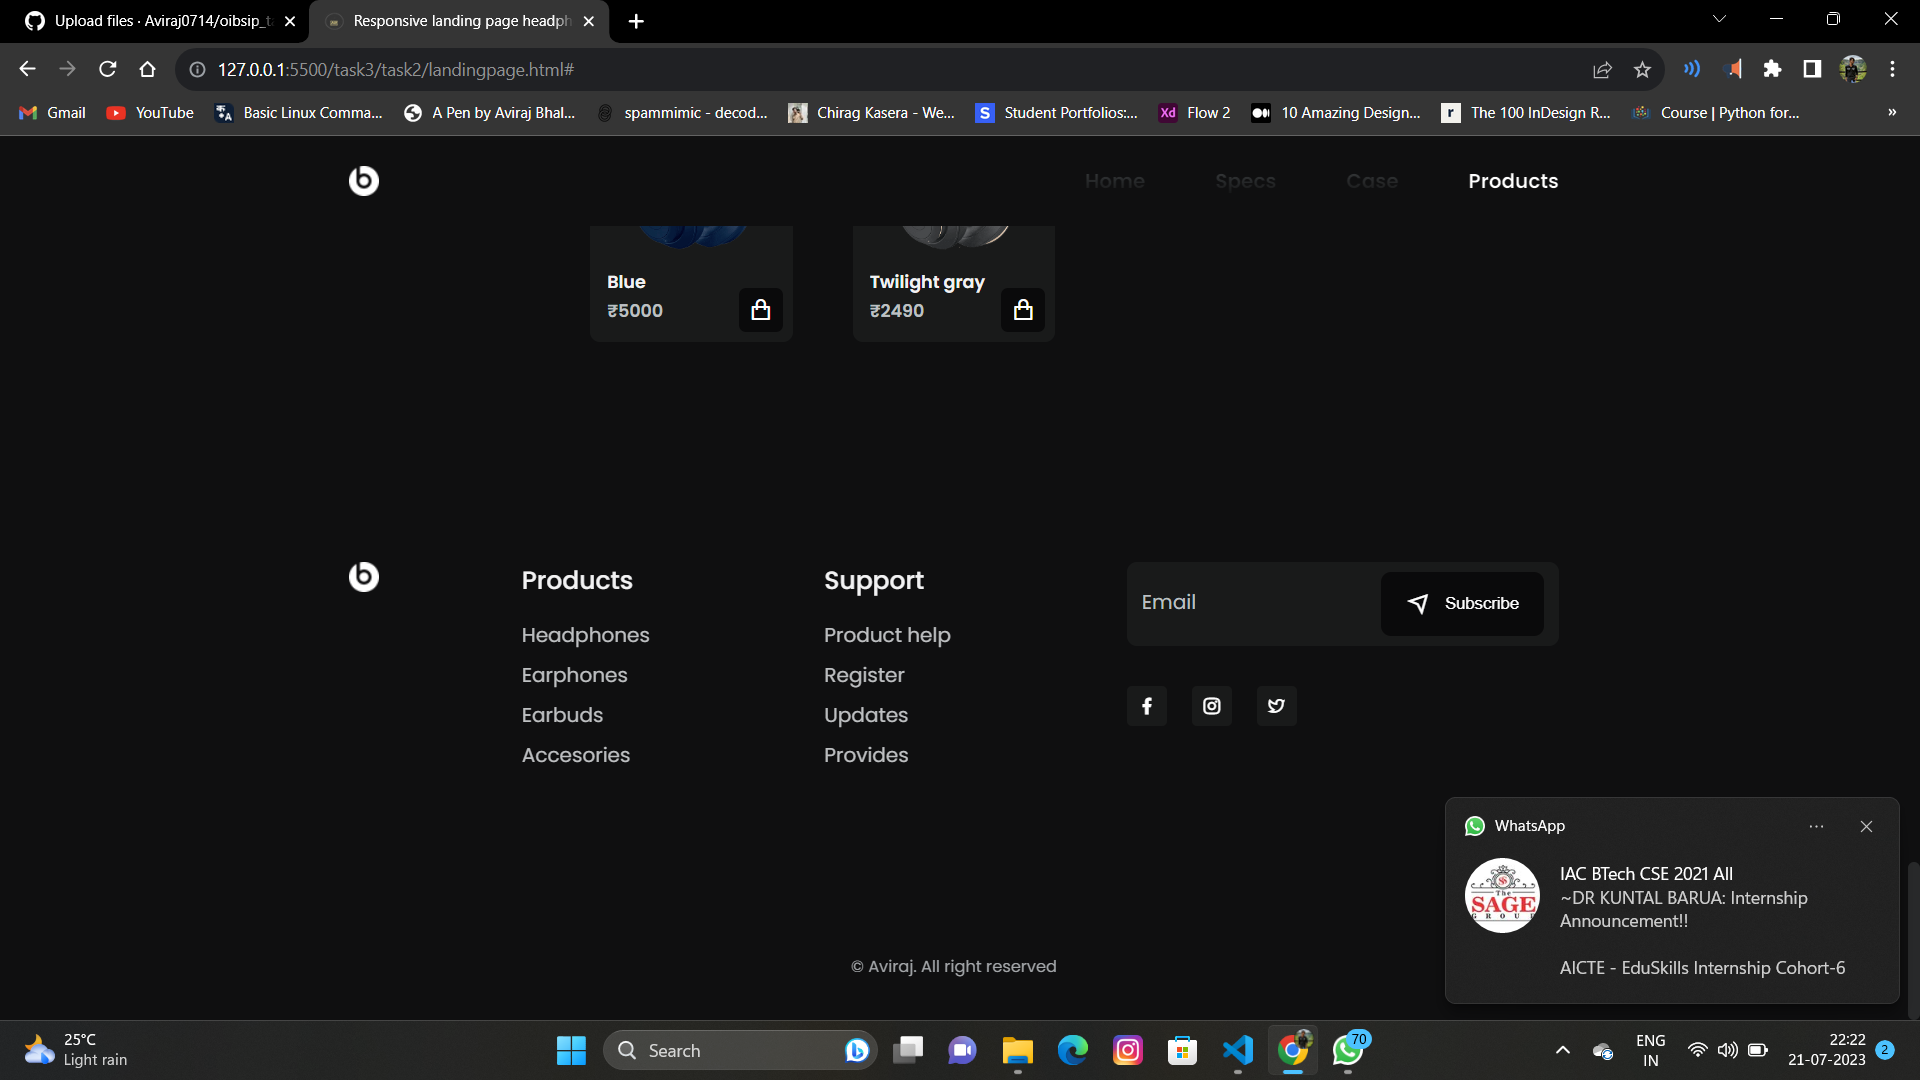 Upload files · Aviraj0714/oibsip_ta
Responsive landing page headph
127.0.0.1:5500/task3/task2/landingpage.html#
Gmail
YouTube
Basic Linux Comma...
A Pen by Aviraj Bhal...
spammimic - decod...
Chirag Kasera - We...
S
Student Portfolios:...
Xd
Flow 2
10 Amazing Design...
r
The 100 InDesign R...
Course | Python for...
»
b
Home
Specs
Case
Products
Blue
₹5000
Twilight gray
₹2490
b
Products
Headphones
Earphones
Earbuds
Accesories
Support
Product help
Register
Updates
Provides
Email
Subscribe
© Aviraj. All right reserved
WhatsApp
The
SAGE
GROUP
IAC BTech CSE 2021 All
~DR KUNTAL BARUA: Internship
Announcement!!
AICTE - EduSkills Internship Cohort-6
25°C
Light rain
Search
70
ENG
IN
22:22
21-07-2023
2